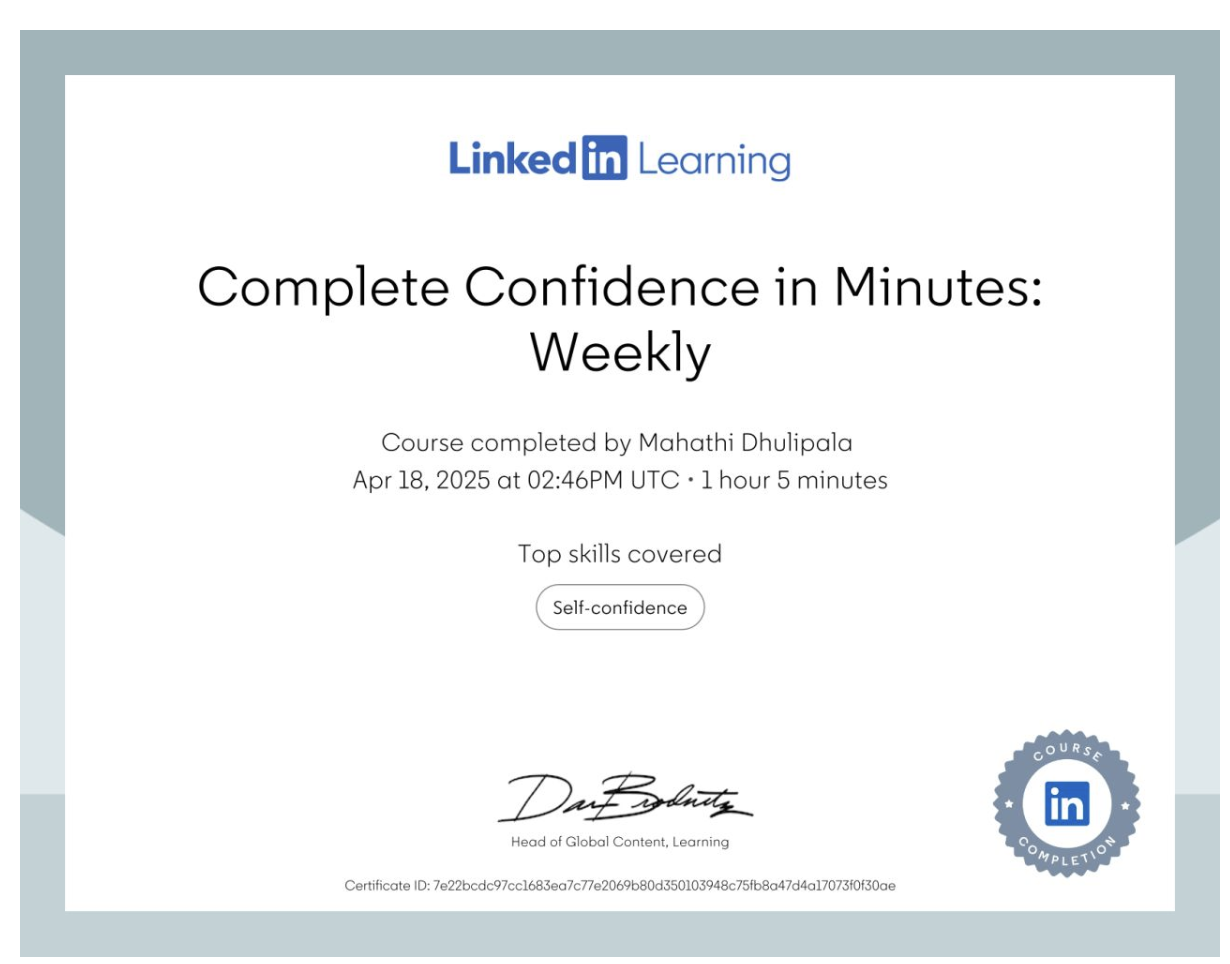 Linked in Learning
Complete Confidence in Minutes:
Weekly
Course completed by Mahathi Dhulipala
Apr 18, 2025 at 02:46PM UTC • 1 hour 5 minutes
Top skills covered
Self-confidence
Dan Brodnitz
Head of Global Content, Learning
Certificate ID: 7e22bcdc97cc1683ea7c77e2069b80d350103948c75fb8a47d4a17073f0f30ae
COURSE
in
COMPLETION